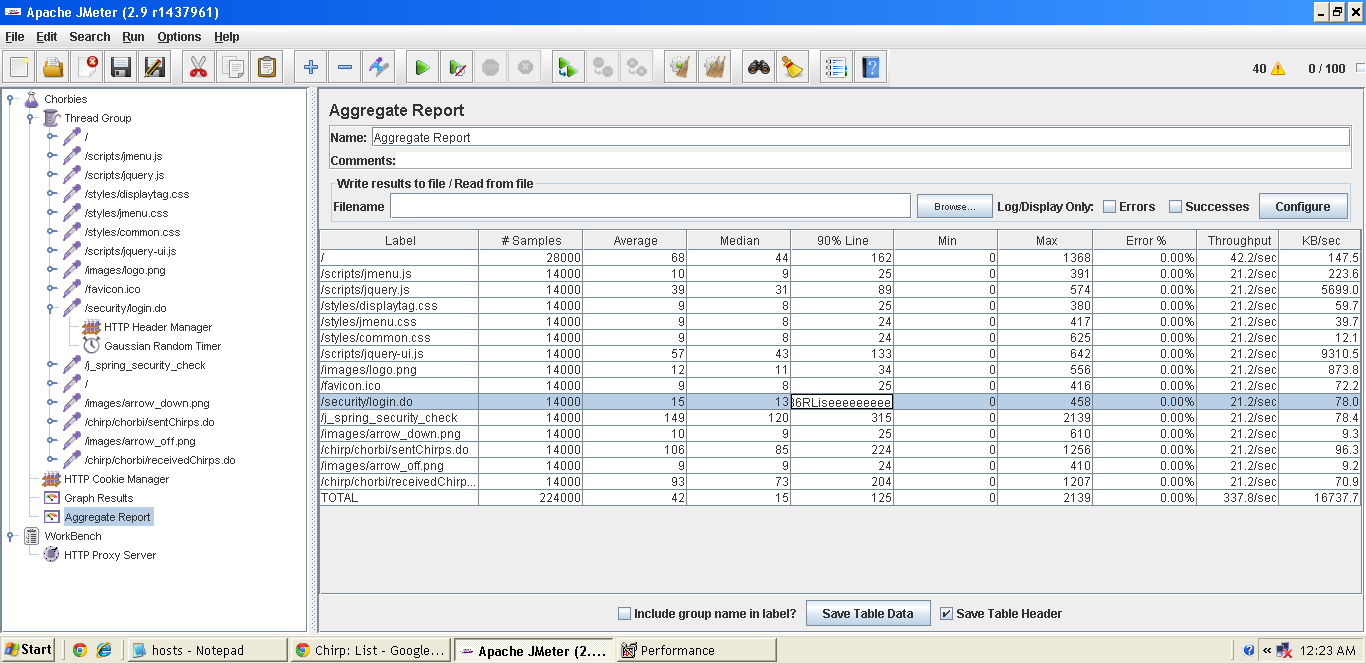 Apache JMeter (2.9 r1437961)
File Edit Search Run Options Help
40 0 / 100
Chorbies
Thread Group
/
/scripts/jmenu.js
/scripts/jquery.js
/styles/displaytag.css
/styles/jmenu.css
/styles/common.css
/scripts/jquery-ui.js
/images/logo.png
/favicon.ico
/security/login.do
HTTP Header Manager
Gaussian Random Timer
/j_spring_security_check
/
/images/arrow_down.png
/chirp/chorbi/sentChirps.do
/images/arrow_off.png
/chirp/chorbi/receivedChirps.do
HTTP Cookie Manager
Graph Results
Aggregate Report
WorkBench
HTTP Proxy Server
Aggregate Report
Name: Aggregate Report
Comments:
Write results to file / Read from file
Filename Browse... Log/Display Only: Errors Successes Configure
Label # Samples Average Median 90% Line Min Max Error % Throughput KB/sec
/ 28000 68 44 162 0 1368 0.00% 42.2/sec 147.5
/scripts/jmenu.js 14000 10 9 25 0 391 0.00% 21.2/sec 223.6
/scripts/jquery.js 14000 39 31 89 0 574 0.00% 21.2/sec 5699.0
/styles/displaytag.css 14000 9 8 25 0 380 0.00% 21.2/sec 59.7
/styles/jmenu.css 14000 9 8 24 0 417 0.00% 21.2/sec 39.7
/styles/common.css 14000 9 8 24 0 625 0.00% 21.2/sec 12.1
/scripts/jquery-ui.js 14000 57 43 133 0 642 0.00% 21.2/sec 9310.5
/images/logo.png 14000 12 11 34 0 556 0.00% 21.2/sec 873.8
/favicon.ico 14000 9 8 25 0 416 0.00% 21.2/sec 72.2
/security/login.do 14000 15 13 36RLiseeeeeeeee 0 458 0.00% 21.2/sec 78.0
/j_spring_security_check 14000 149 120 315 0 2139 0.00% 21.2/sec 78.4
/images/arrow_down.png 14000 10 9 25 0 610 0.00% 21.2/sec 9.3
/chirp/chorbi/sentChirps.do 14000 106 85 224 0 1256 0.00% 21.2/sec 96.3
/images/arrow_off.png 14000 9 9 24 0 410 0.00% 21.2/sec 9.2
/chirp/chorbi/receivedChirp... 14000 93 73 204 0 1207 0.00% 21.2/sec 70.9
TOTAL 224000 42 15 125 0 2139 0.00% 337.8/sec 16737.7
Include group name in label? Save Table Data Save Table Header
Start hosts - Notepad Chirp: List - Google... Apache JMeter (2.... Performance « 12:23 AM